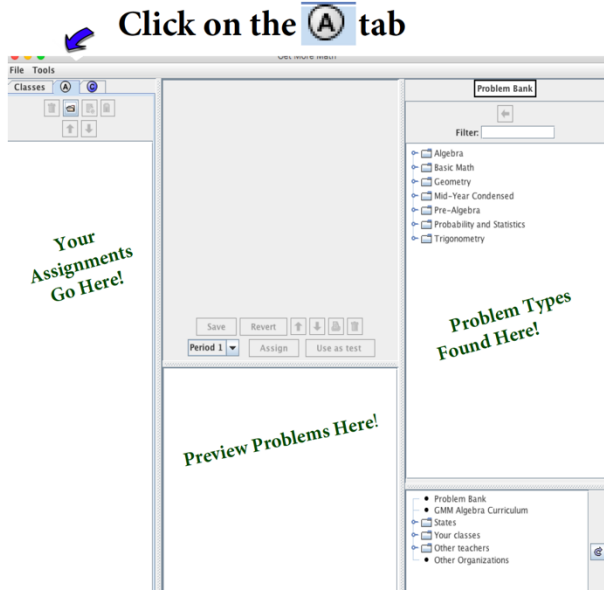 Click on the A tab
Get More Math
File Tools
Classes A C
Problem Bank
Filter:
Algebra
Basic Math
Geometry
Mid-Year Condensed
Pre-Algebra
Probability and Statistics
Trigonometry
Your
Assignments
Go Here!
Problem Types
Found Here!
Save Revert
Period 1 Assign Use as test
Preview Problems Here!
Problem Bank
GMM Algebra Curriculum
States
Your classes
Other teachers
Other Organizations